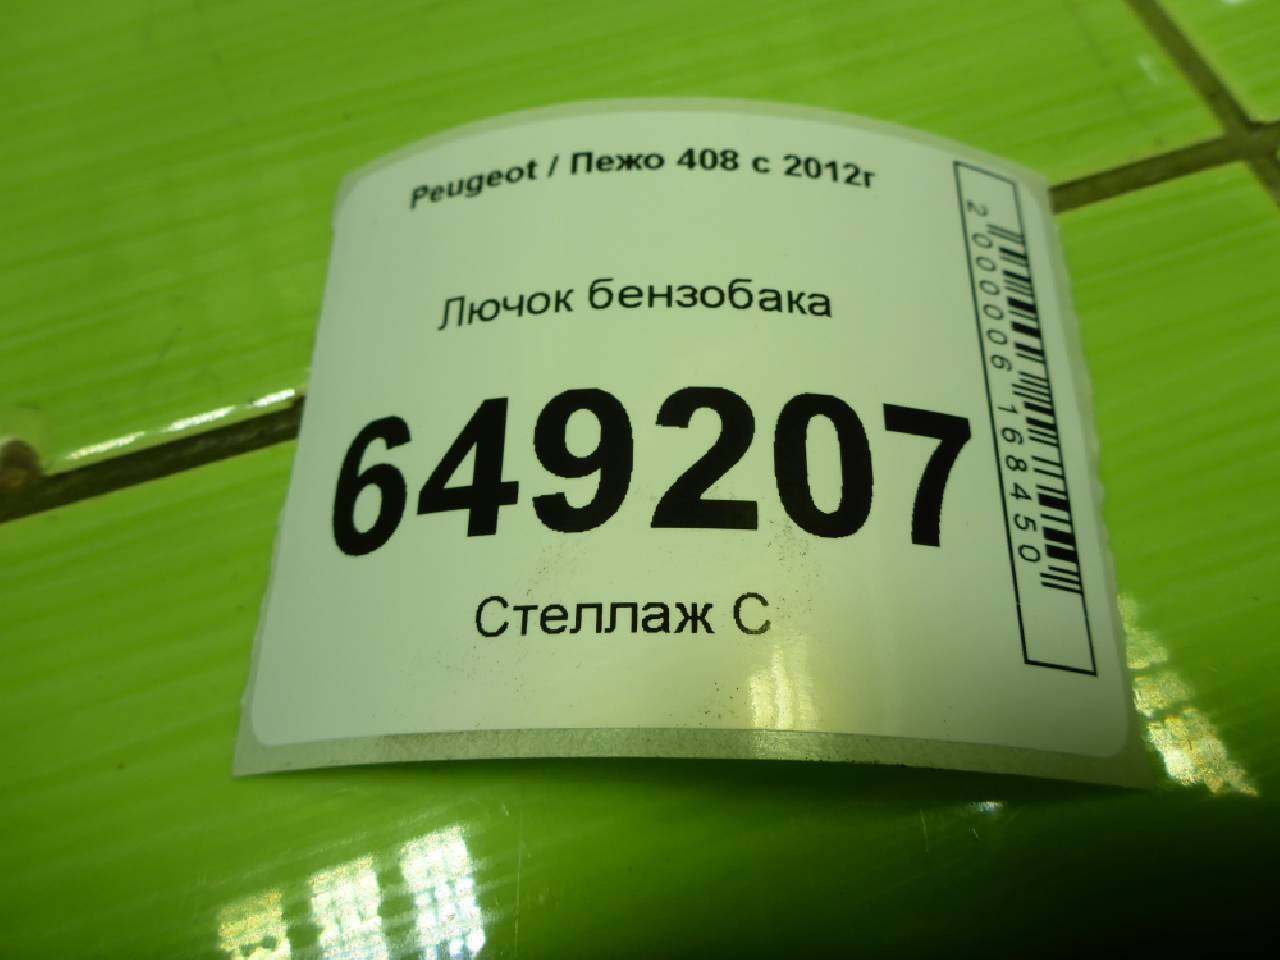 Peugeot / Пежо 408 с 2012г
Лючок бензобака
649207
Стеллаж С
2000006168450